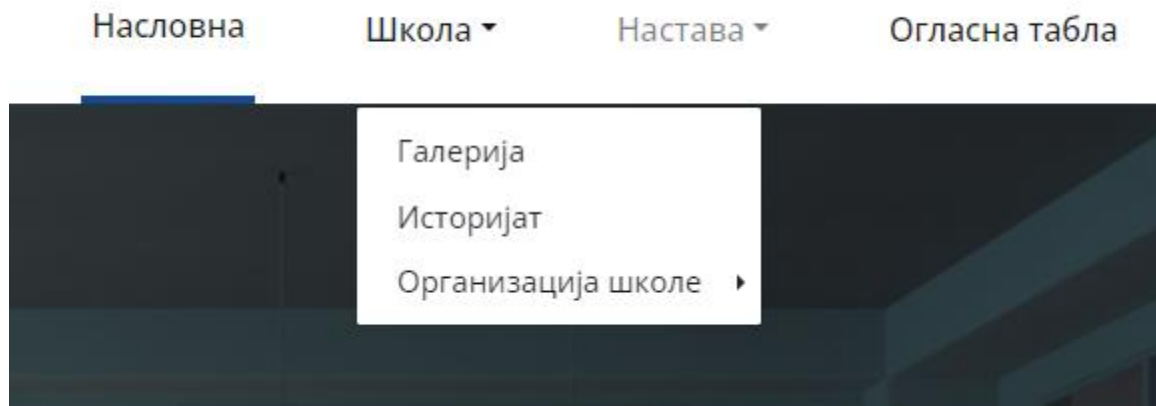 Насловна Школа Настава Огласна табла
Галерија
Историјат
Организација школе